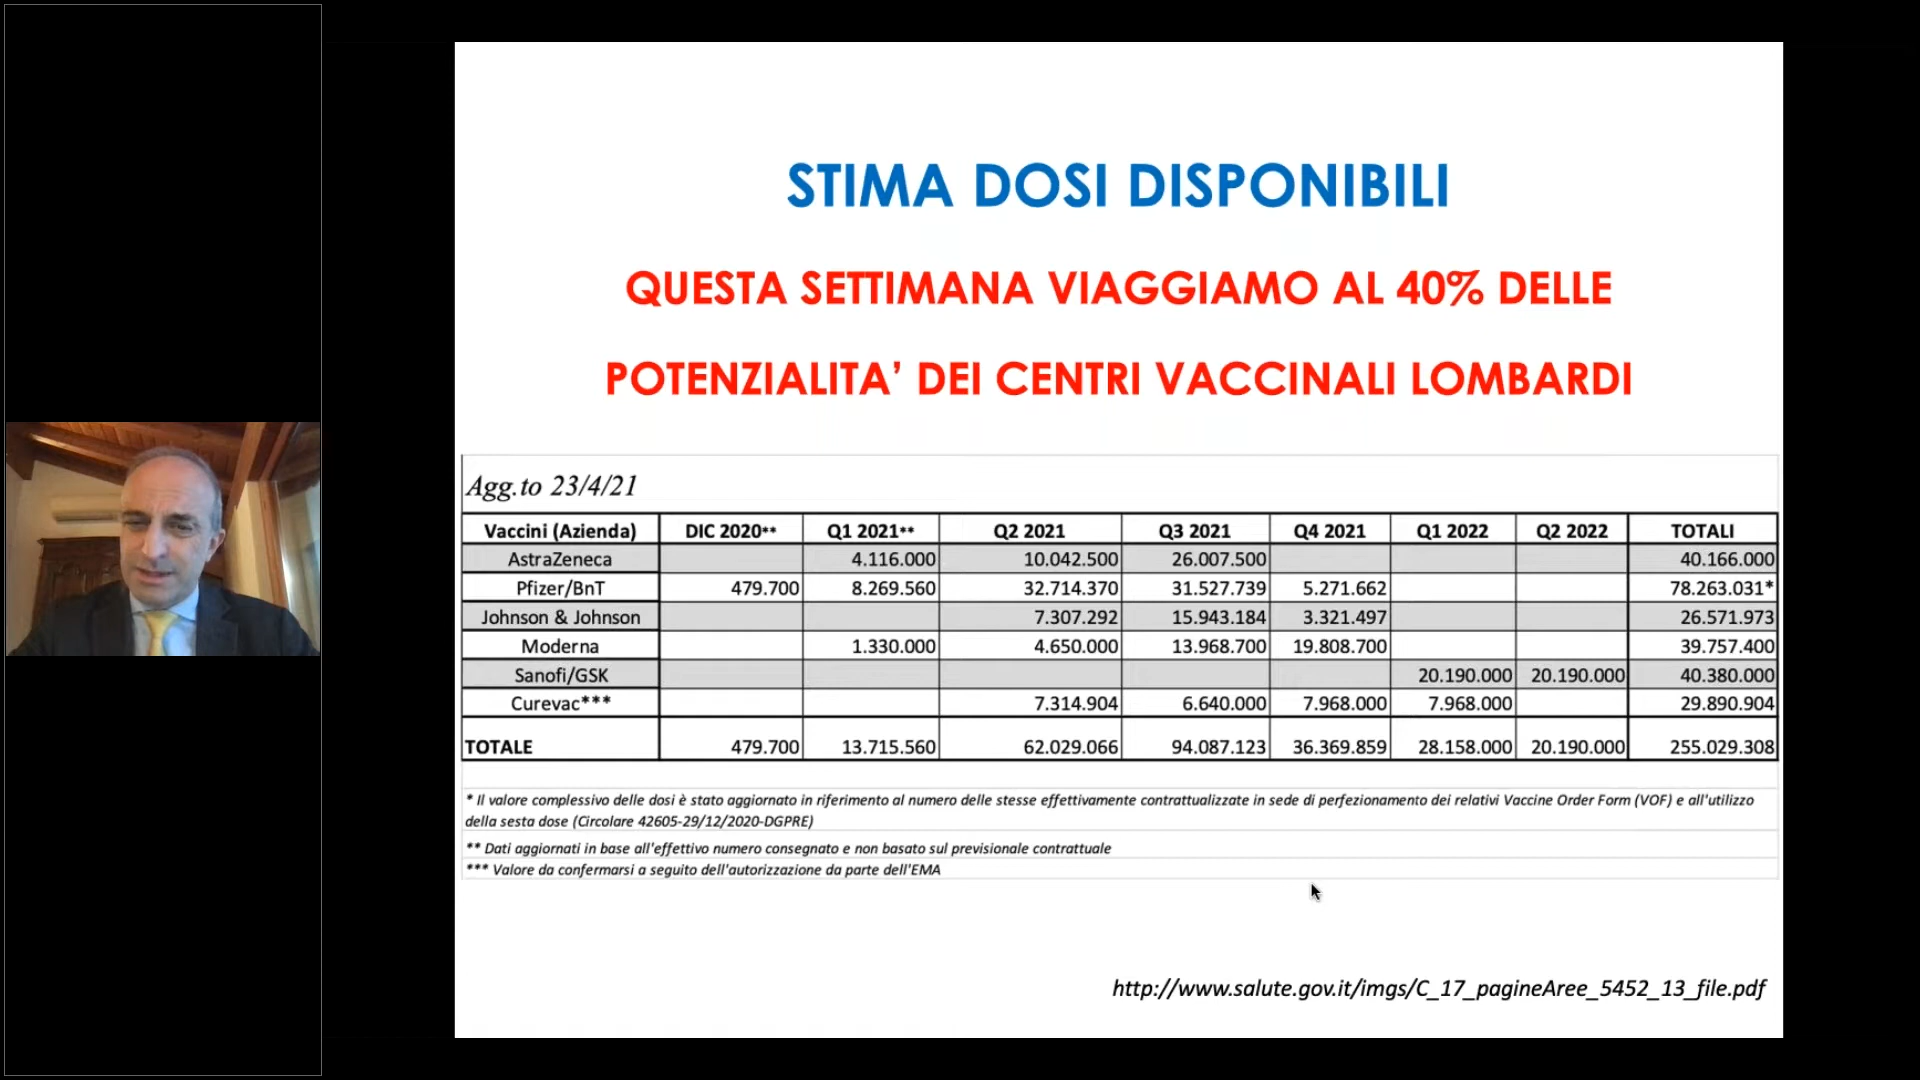 STIMA DOSI DISPONIBILI
QUESTA SETTIMANA VIAGGIAMO AL 40% DELLE
POTENZIALITA’ DEI CENTRI VACCINALI LOMBARDI
Agg.to 23/4/21
Vaccini (Azienda) DIC 2020** Q1 2021** Q2 2021 Q3 2021 Q4 2021 Q1 2022 Q2 2022 TOTALI
AstraZeneca 4.116.000 10.042.500 26.007.500 40.166.000
Pfizer/BnT 479.700 8.269.560 32.714.370 31.527.739 5.271.662 78.263.031*
Johnson & Johnson 7.307.292 15.943.184 3.321.497 26.571.973
Moderna 1.330.000 4.650.000 13.968.700 19.808.700 39.757.400
Sanofi/GSK 20.190.000 20.190.000 40.380.000
Curevac*** 7.314.904 6.640.000 7.968.000 7.968.000 29.890.904
TOTALE 479.700 13.715.560 62.029.066 94.087.123 36.369.859 28.158.000 20.190.000 255.029.308
* Il valore complessivo delle dosi è stato aggiornato in riferimento al numero delle stesse effettivamente contrattualizzate in sede di perfezionamento dei relativi Vaccine Order Form (VOF) e all'utilizzo
della sesta dose (Circolare 42605-29/12/2020-DGPRE)
** Dati aggiornati in base all'effettivo numero consegnato e non basato sul previsionale contrattuale
*** Valore da confermarsi a seguito dell'autorizzazione da parte dell'EMA
http://www.salute.gov.it/imgs/C_17_pagineAree_5452_13_file.pdf